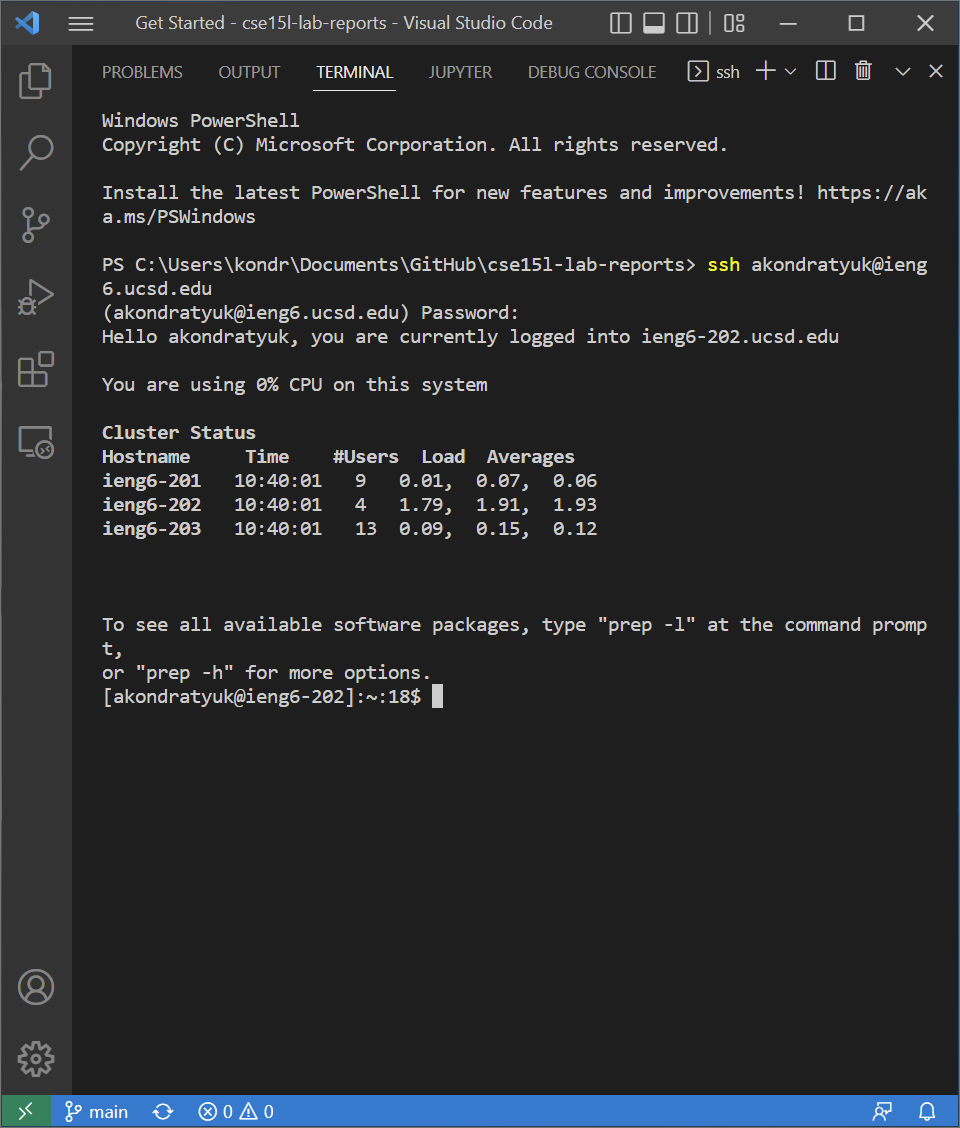 Get Started - cse15l-lab-reports - Visual Studio Code
PROBLEMS OUTPUT TERMINAL JUPYTER DEBUG CONSOLE ssh
Windows PowerShell
Copyright (C) Microsoft Corporation. All rights reserved.
Install the latest PowerShell for new features and improvements! https://ak
a.ms/PSWindows
PS C:\Users\kondr\Documents\GitHub\cse15l-lab-reports> ssh akondratyuk@ieng
6.ucsd.edu
(akondratyuk@ieng6.ucsd.edu) Password:
Hello akondratyuk, you are currently logged into ieng6-202.ucsd.edu
You are using 0% CPU on this system
Cluster Status
Hostname     Time    #Users  Load  Averages
ieng6-201   10:40:01   9   0.01,  0.07,  0.06
ieng6-202   10:40:01   4   1.79,  1.91,  1.93
ieng6-203   10:40:01   13  0.09,  0.15,  0.12
To see all available software packages, type "prep -l" at the command promp
t,
or "prep -h" for more options.
[akondratyuk@ieng6-202]:~:18$
main 0 0